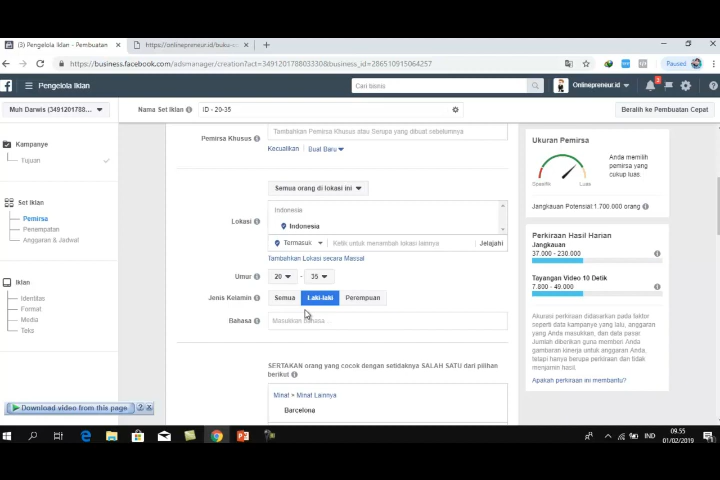 (3) Pengelola Iklan - Pembuatan
https://onlinepreneur.id/buku-o
https://business.facebook.com/adsmanager/creation?act=349120178803330&business_id=286510915064257
Paused
Pengelola Iklan
Cari bisnis
Onlinepreneur.id
Muh Darwis (3491201788...
Nama Set Iklan
ID - 20-35
Beralih ke Pembuatan Cepat
Kampanye
Tujuan
Set Iklan
Pemirsa
Penempatan
Anggaran & Jadwal
Iklan
Identitas
Format
Media
Teks
Pemirsa Khusus
Tambahkan Pemirsa Khusus atau Serupa yang dibuat sebelumnya
Kecualikan
Buat Baru
Semua orang di lokasi ini
Lokasi
Indonesia
Indonesia
Termasuk
Ketik untuk menambah lokasi lainnya
Jelajahi
Tambahkan Lokasi secara Massal
Umur
20
-
35
Jenis Kelamin
Semua
Laki-laki
Perempuan
Bahasa
Masukkan bahasa...
SERTAKAN orang yang cocok dengan setidaknya SALAH SATU dari pilihan
berikut
Minat > Minat Lainnya
Barcelona
Ukuran Pemirsa
Anda memilih
pemirsa yang
cukup luas.
Spesifik
Luas
Jangkauan Potensial:1.700.000 orang
Perkiraan Hasil Harian
Jangkauan
37.000 - 230.000
Tayangan Video 10 Detik
7.800 - 49.000
Akurasi perkiraan didasarkan pada faktor
seperti data kampanye yang lalu, anggaran
yang Anda masukkan, dan data pasar.
Jumlah diberikan guna memberi Anda
gambaran kinerja untuk anggaran Anda,
tetapi hanya berupa perkiraan dan tidak
menjamin hasil.
Apakah perkiraan ini membantu?
Download video from this page
?
IND
09.55
01/02/2019